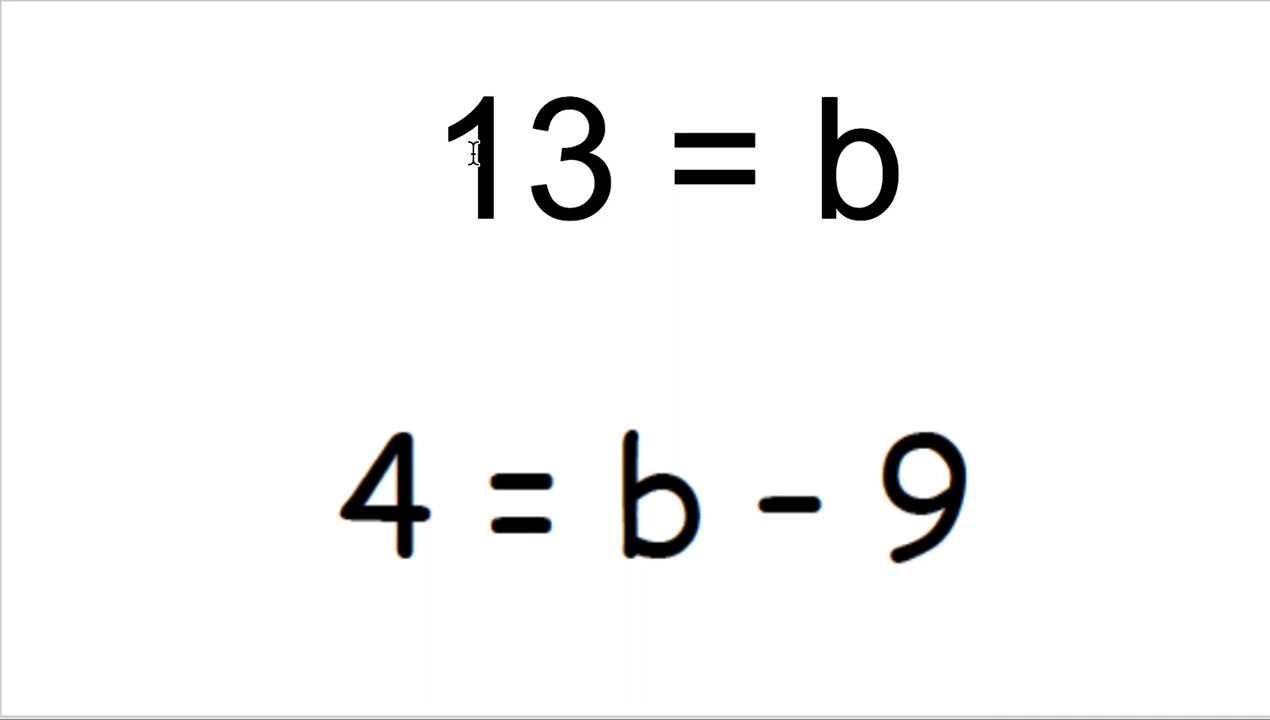 13 = b
4 = b - 9